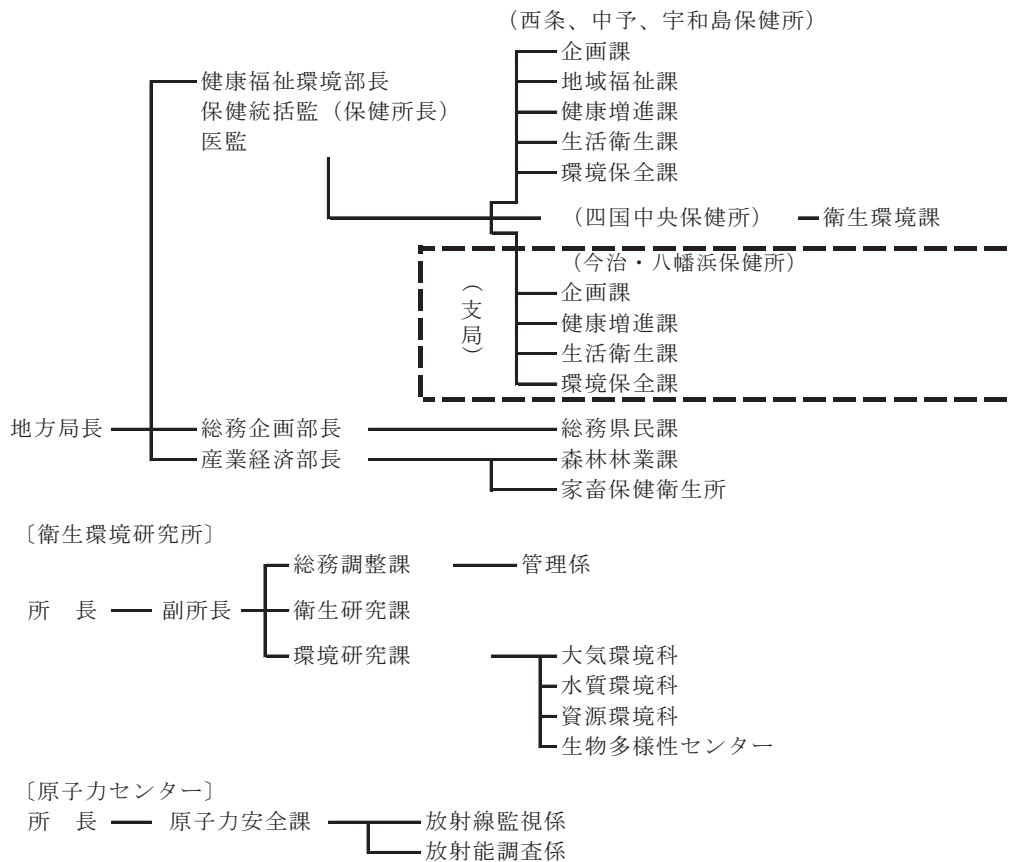 （西条、中予、宇和島保健所）
企画課
健康福祉環境部長 地域福祉課
保健統括監（保健所長） 健康増進課
医監 生活衛生課
環境保全課
（四国中央保健所） 衛生環境課
（今治・八幡浜保健所）
（支局）
企画課
健康増進課
生活衛生課
環境保全課
地方局長 総務企画部長 総務県民課
産業経済部長 森林林業課
家畜保健衛生所
〔衛生環境研究所〕
総務調整課 管理係
所　長 副所長 衛生研究課
環境研究課 大気環境科
水質環境科
資源環境科
生物多様性センター
〔原子力センター〕
所　長 原子力安全課 放射線監視係
放射能調査係